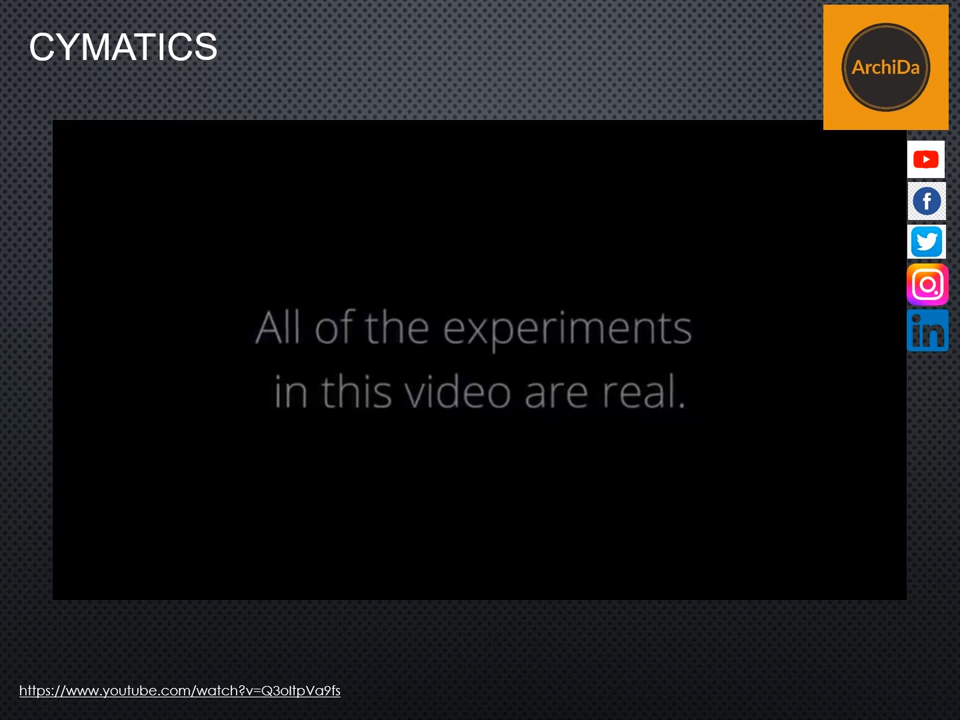 CYMATICS
ArchiDa
All of the experiments
in this video are real.
https://www.youtube.com/watch?v=Q3oItpVa9fs